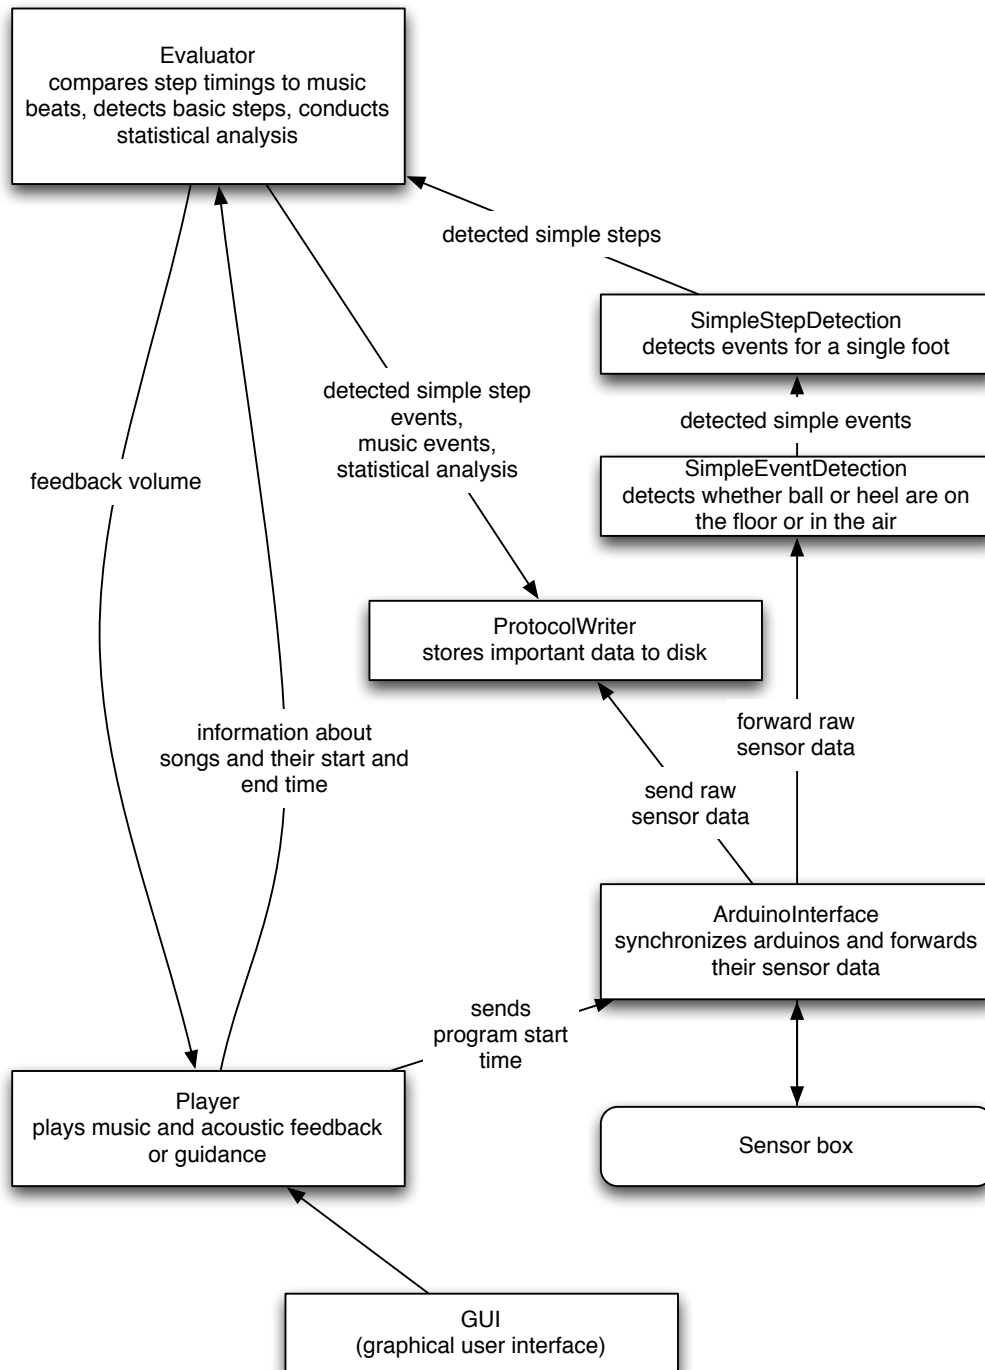 Evaluator
compares step timings to music
beats, detects basic steps, conducts
statistical analysis
detected simple steps
SimpleStepDetection
detects events for a single foot
detected simple events
SimpleEventDetection
detects whether ball or heel are on
the floor or in the air
detected simple step
events,
music events,
statistical analysis
feedback volume
ProtocolWriter
stores important data to disk
forward raw
sensor data
information about
songs and their start and
end time
send raw
sensor data
ArduinoInterface
synchronizes arduinos and forwards
their sensor data
sends
program start
time
Player
plays music and acoustic feedback
or guidance
Sensor box
GUI
(graphical user interface)